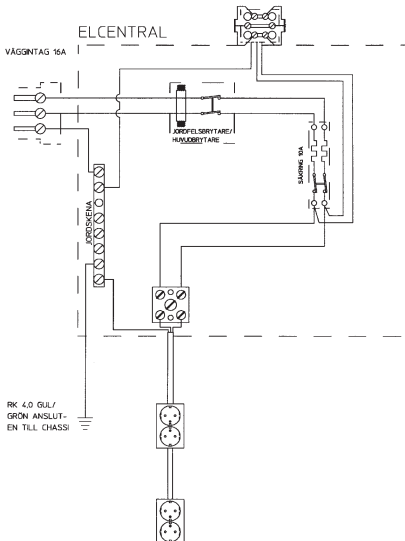 ELCENTRAL
VÄGGINTAG 16A
JORDFELSBRYTARE/
HUVUDBRYTARE
SÄKRING 10A
JORDSKENA
RK 4,0 GUL/
GRÖN ANSLUT-
EN TILL CHASSI